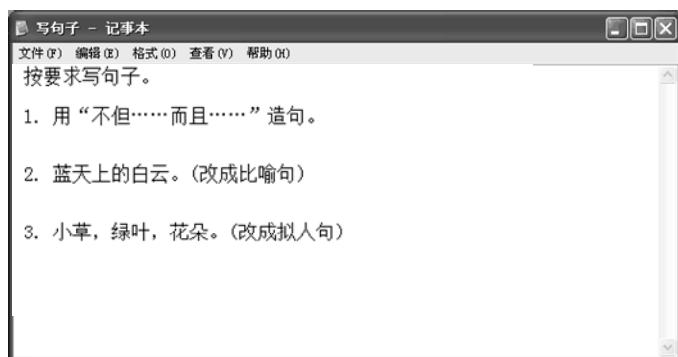 写句子 - 记事本
文件(F) 编辑(E) 格式(O) 查看(V) 帮助(H)
按要求写句子。
1. 用“不但……而且……”造句。
2. 蓝天上的白云。(改成比喻句)
3. 小草，绿叶，花朵。(改成拟人句)